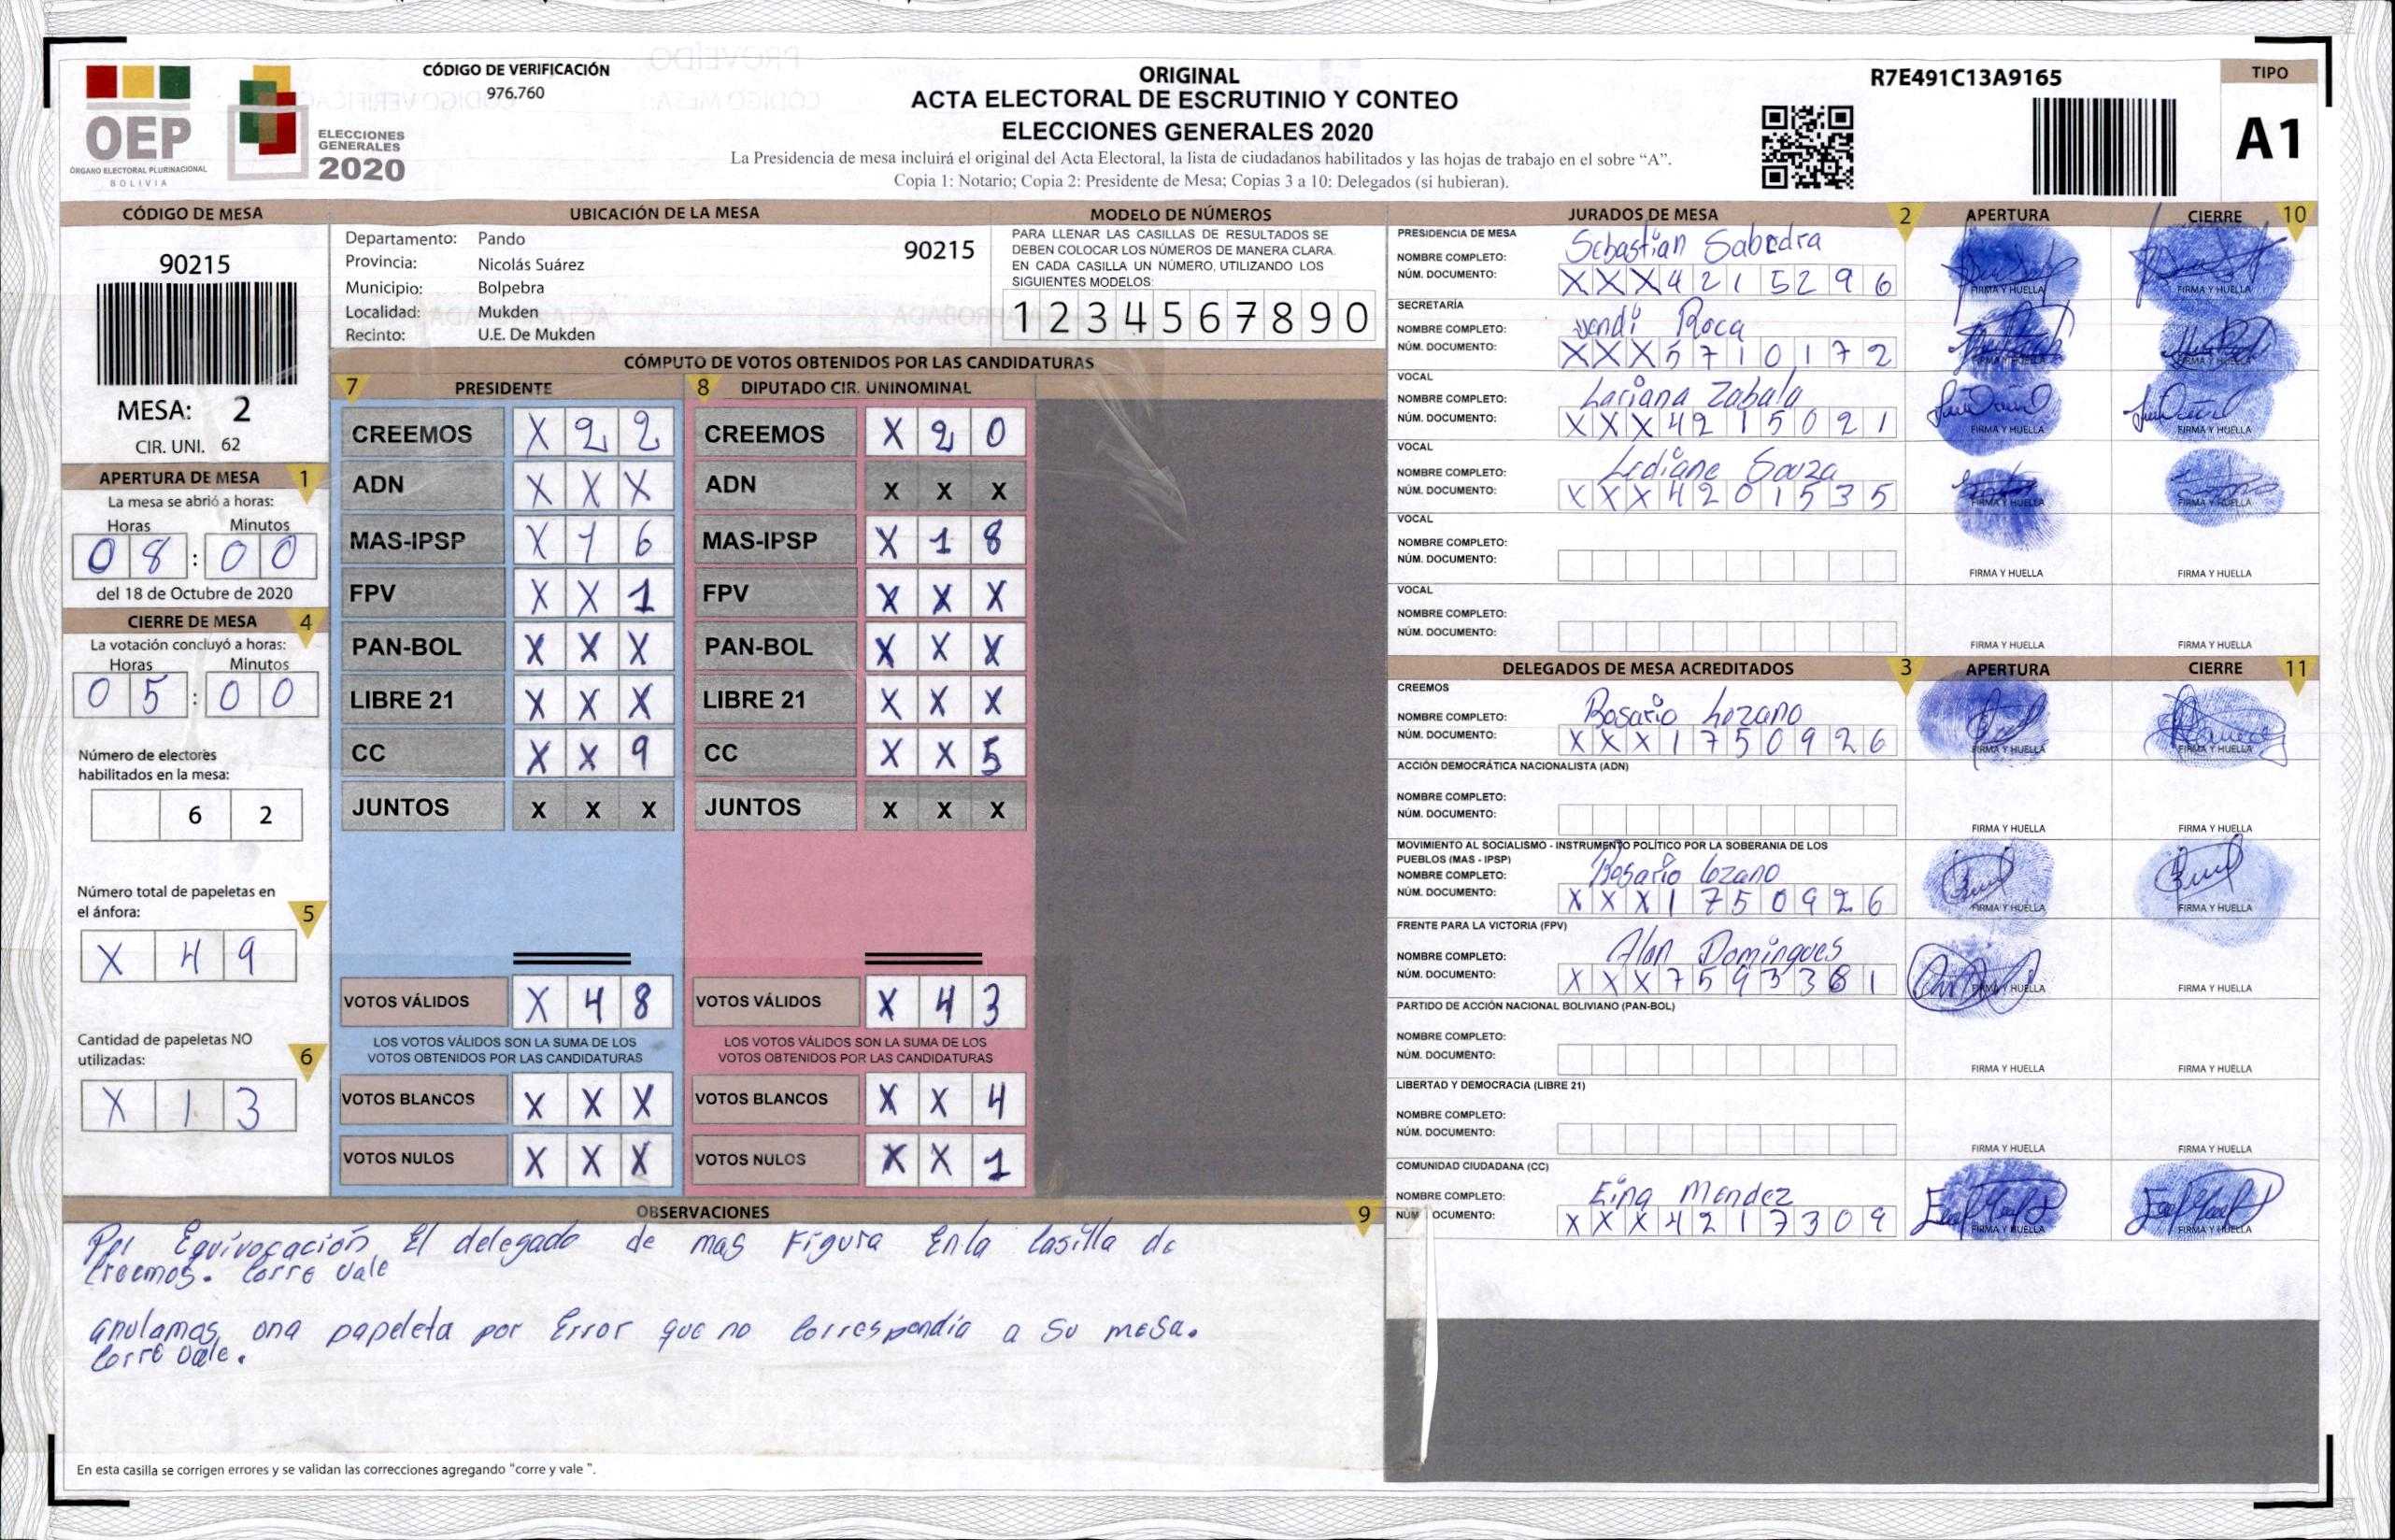 CÓDIGO DE VERIFICACIÓN
976.760
OEP
ÓRGANO ELECTORAL PLURINACIONAL
BOLIVIA
ELECCIONES
GENERALES
2020
ORIGINAL
ACTA ELECTORAL DE ESCRUTINIO Y CONTEO
ELECCIONES GENERALES 2020
La Presidencia de mesa incluirá el original del Acta Electoral, la lista de ciudadanos habilitados y las hojas de trabajo en el sobre “A”.
Copia 1: Notario; Copia 2: Presidente de Mesa; Copias 3 a 10: Delegados (si hubieran).
R7E491C13A9165
TIPO
A1
CÓDIGO DE MESA
90215
MESA: 2
CIR. UNI. 62
APERTURA DE MESA 1
La mesa se abrió a horas:
Horas Minutos
08:00
del 18 de Octubre de 2020
CIERRE DE MESA 4
La votación concluyó a horas:
Horas Minutos
05:00
Número de electores
habilitados en la mesa:
6 2
Número total de papeletas en
el ánfora: 5
X 4 9
Cantidad de papeletas NO
utilizadas: 6
X 1 3
UBICACIÓN DE LA MESA
Departamento: Pando 90215
Provincia: Nicolás Suárez
Municipio: Bolpebra
Localidad: Mukden
Recinto: U.E. De Mukden
MODELO DE NÚMEROS
PARA LLENAR LAS CASILLAS DE RESULTADOS SE
DEBEN COLOCAR LOS NÚMEROS DE MANERA CLARA.
EN CADA CASILLA UN NÚMERO, UTILIZANDO LOS
SIGUIENTES MODELOS:
1 2 3 4 5 6 7 8 9 0
CÓMPUTO DE VOTOS OBTENIDOS POR LAS CANDIDATURAS
7 PRESIDENTE 8 DIPUTADO CIR. UNINOMINAL
CREEMOS X 2 2 CREEMOS X 2 0
ADN X X X ADN X X X
MAS-IPSP X 1 6 MAS-IPSP X 1 8
FPV X X 1 FPV X X X
PAN-BOL X X X PAN-BOL X X X
LIBRE 21 X X X LIBRE 21 X X X
CC X X 9 CC X X 5
JUNTOS X X X JUNTOS X X X
VOTOS VÁLIDOS X 4 8 VOTOS VÁLIDOS X 4 3
LOS VOTOS VÁLIDOS SON LA SUMA DE LOS LOS VOTOS VÁLIDOS SON LA SUMA DE LOS
VOTOS OBTENIDOS POR LAS CANDIDATURAS VOTOS OBTENIDOS POR LAS CANDIDATURAS
VOTOS BLANCOS X X X VOTOS BLANCOS X X 4
VOTOS NULOS X X X VOTOS NULOS X X 1
OBSERVACIONES 9
Por Equivocación El delegado de mas Figura En la Casilla de
Creemos. Corre vale
anulamos una papeleta por Error que no Correspondía a su mesa.
Corre vale.
En esta casilla se corrigen errores y se validan las correcciones agregando "corre y vale ".
JURADOS DE MESA 2 APERTURA CIERRE 10
PRESIDENCIA DE MESA
NOMBRE COMPLETO: Sebastian Sabedra
NÚM. DOCUMENTO: X X X 4 2 1 5 2 9 6 FIRMA Y HUELLA FIRMA Y HUELLA
SECRETARÍA
NOMBRE COMPLETO: yendi Roca
NÚM. DOCUMENTO: X X X 5 7 1 0 1 7 2 FIRMA Y HUELLA FIRMA Y HUELLA
VOCAL
NOMBRE COMPLETO: Lariana Zabala
NÚM. DOCUMENTO: X X X 4 2 1 5 0 2 1 FIRMA Y HUELLA FIRMA Y HUELLA
VOCAL
NOMBRE COMPLETO: Lediane Souza
NÚM. DOCUMENTO: X X X 4 2 0 1 5 3 5 FIRMA Y HUELLA FIRMA Y HUELLA
VOCAL
NOMBRE COMPLETO:
NÚM. DOCUMENTO: FIRMA Y HUELLA FIRMA Y HUELLA
VOCAL
NOMBRE COMPLETO:
NÚM. DOCUMENTO: FIRMA Y HUELLA FIRMA Y HUELLA
DELEGADOS DE MESA ACREDITADOS 3 APERTURA CIERRE 11
CREEMOS
NOMBRE COMPLETO: Rosario Lozano
NÚM. DOCUMENTO: X X X 1 7 5 0 9 2 6 FIRMA Y HUELLA FIRMA Y HUELLA
ACCIÓN DEMOCRÁTICA NACIONALISTA (ADN)
NOMBRE COMPLETO:
NÚM. DOCUMENTO: FIRMA Y HUELLA FIRMA Y HUELLA
MOVIMIENTO AL SOCIALISMO - INSTRUMENTO POLÍTICO POR LA SOBERANIA DE LOS
PUEBLOS (MAS - IPSP)
NOMBRE COMPLETO: Rosario Lozano
NÚM. DOCUMENTO: X X X 1 7 5 0 9 2 6 FIRMA Y HUELLA FIRMA Y HUELLA
FRENTE PARA LA VICTORIA (FPV)
NOMBRE COMPLETO: Alan Domingues
NÚM. DOCUMENTO: X X X 7 5 9 3 3 8 1 FIRMA Y HUELLA FIRMA Y HUELLA
PARTIDO DE ACCIÓN NACIONAL BOLIVIANO (PAN-BOL)
NOMBRE COMPLETO:
NÚM. DOCUMENTO: FIRMA Y HUELLA FIRMA Y HUELLA
LIBERTAD Y DEMOCRACIA (LIBRE 21)
NOMBRE COMPLETO:
NÚM. DOCUMENTO: FIRMA Y HUELLA FIRMA Y HUELLA
COMUNIDAD CIUDADANA (CC)
NOMBRE COMPLETO: Eina Mendez
NÚM OCUMENTO: X X X 4 2 1 7 3 0 9 FIRMA Y HUELLA FIRMA Y HUELLA